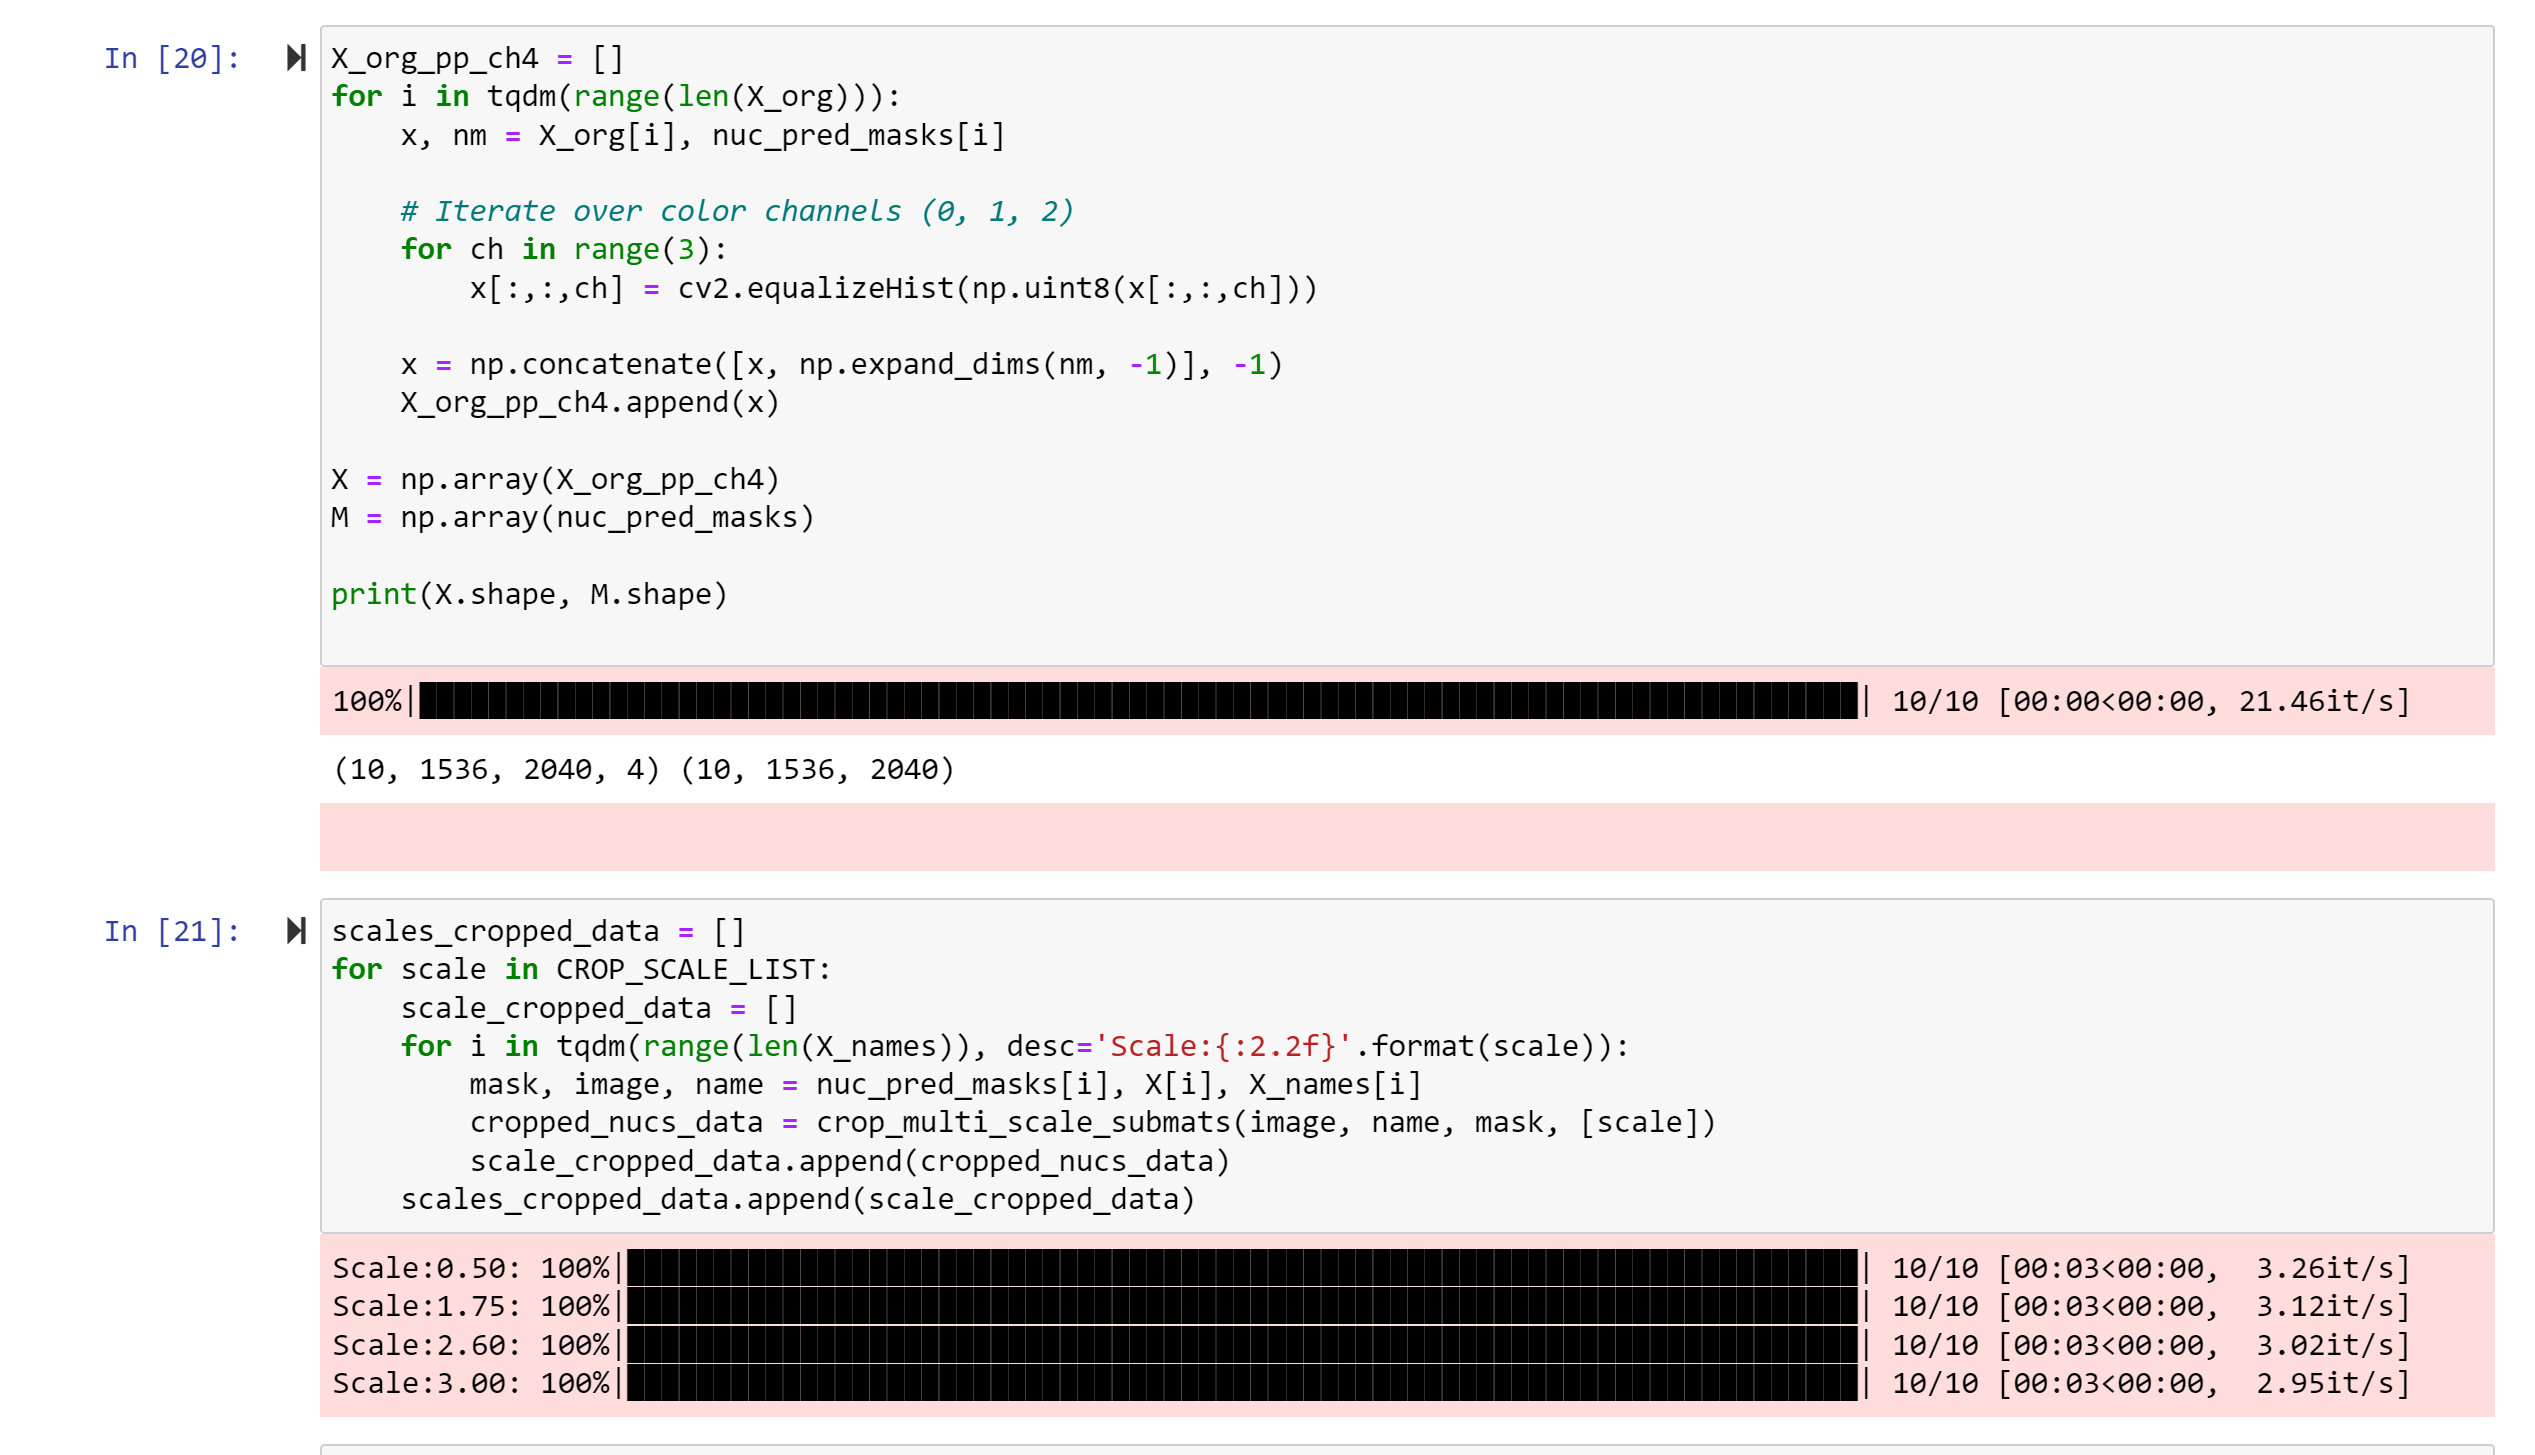 In [20]:
X_org_pp_ch4 = []
for i in tqdm(range(len(X_org))):
    x, nm = X_org[i], nuc_pred_masks[i]

    # Iterate over color channels (0, 1, 2)
    for ch in range(3):
        x[:,:,ch] = cv2.equalizeHist(np.uint8(x[:,:,ch]))

    x = np.concatenate([x, np.expand_dims(nm, -1)], -1)
    X_org_pp_ch4.append(x)

X = np.array(X_org_pp_ch4)
M = np.array(nuc_pred_masks)

print(X.shape, M.shape)
100%|| 10/10 [00:00<00:00, 21.46it/s]
(10, 1536, 2040, 4) (10, 1536, 2040)
In [21]:
scales_cropped_data = []
for scale in CROP_SCALE_LIST:
    scale_cropped_data = []
    for i in tqdm(range(len(X_names)), desc='Scale:{:2.2f}'.format(scale)):
        mask, image, name = nuc_pred_masks[i], X[i], X_names[i]
        cropped_nucs_data = crop_multi_scale_submats(image, name, mask, [scale])
        scale_cropped_data.append(cropped_nucs_data)
    scales_cropped_data.append(scale_cropped_data)
Scale:0.50: 100%|| 10/10 [00:03<00:00,  3.26it/s]
Scale:1.75: 100%|| 10/10 [00:03<00:00,  3.12it/s]
Scale:2.60: 100%|| 10/10 [00:03<00:00,  3.02it/s]
Scale:3.00: 100%|| 10/10 [00:03<00:00,  2.95it/s]